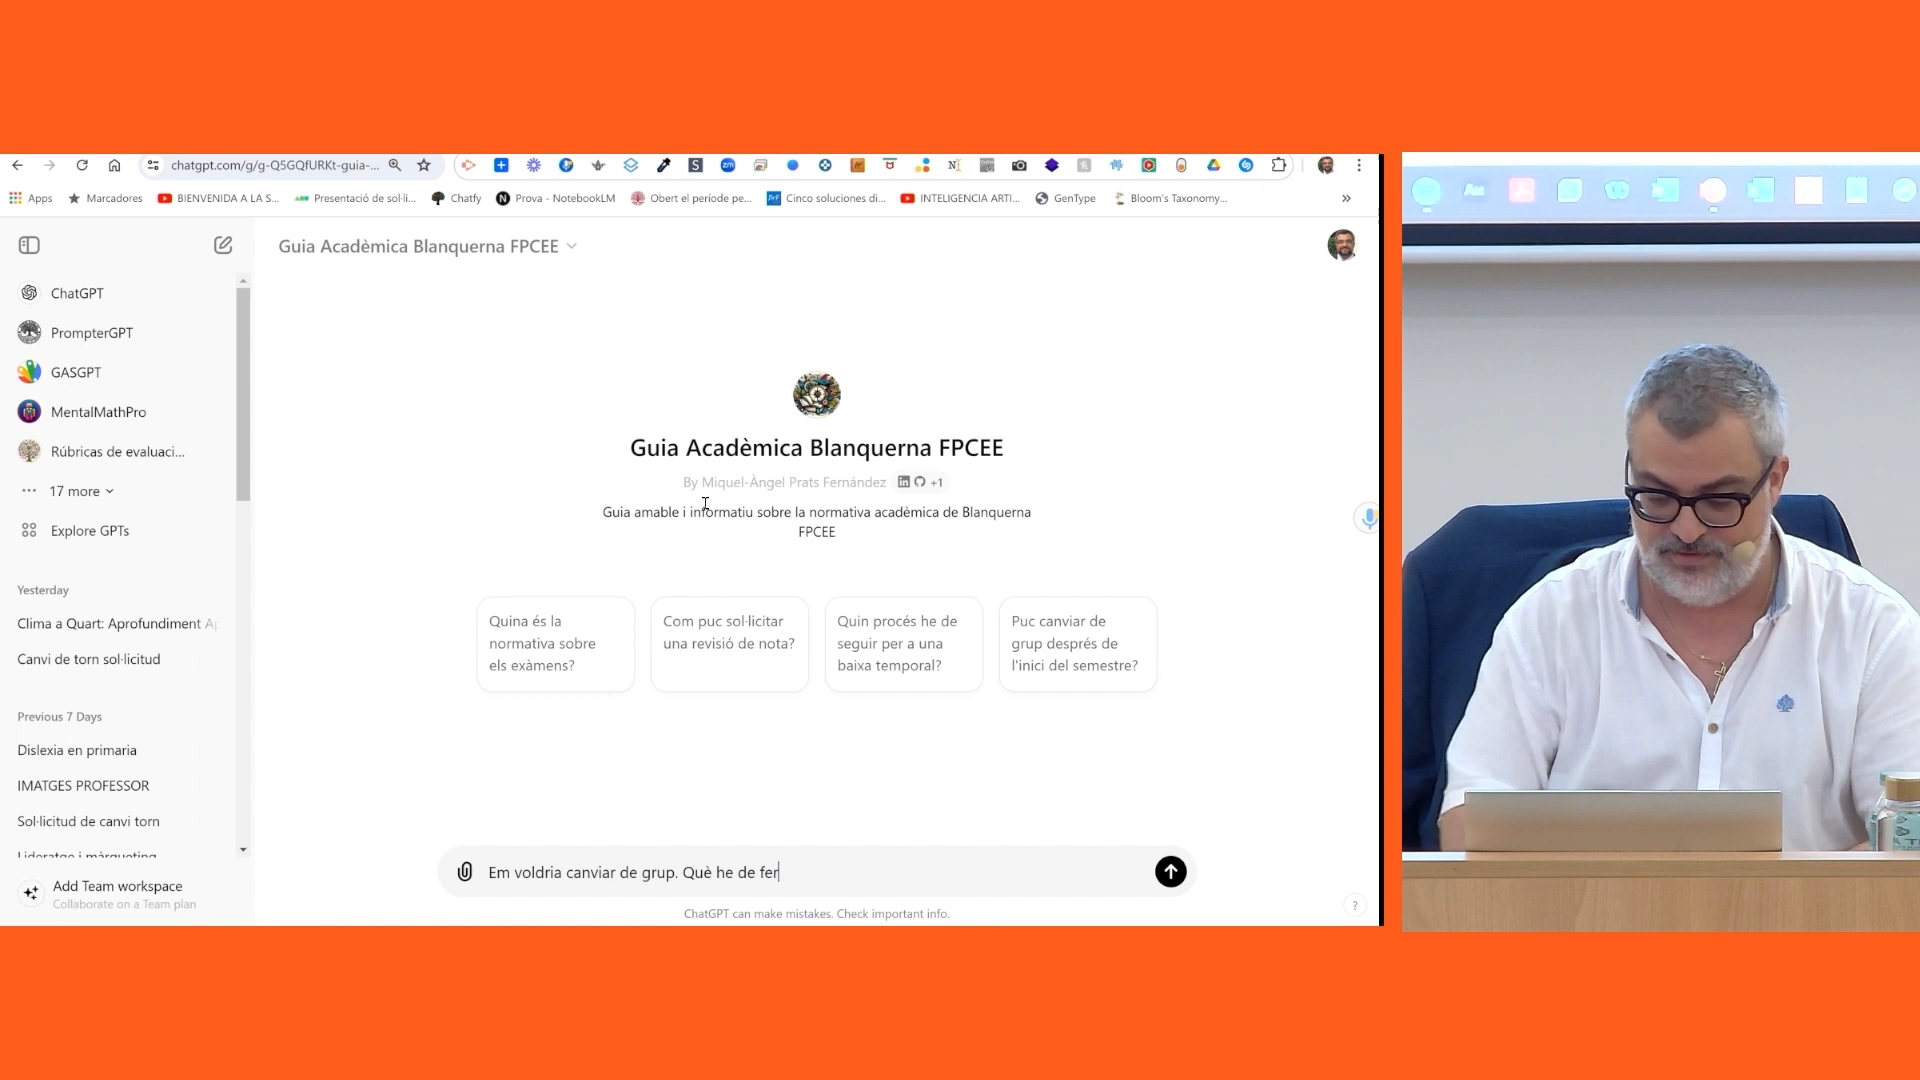 chatgpt.com/g/g-Q5GQfURKt-guia-...
Apps
Marcadores
BIENVENIDA A LA S...
Presentació de sol·li...
Chatfy
Prova - NotebookLM
Obert el període pe...
Cinco soluciones di...
INTELIGENCIA ARTI...
GenType
Bloom's Taxonomy...
»
Guia Acadèmica Blanquerna FPCEE
ChatGPT
PrompterGPT
GASGPT
MentalMathPro
Rúbricas de evaluaci...
17 more
Explore GPTs
Yesterday
Clima a Quart: Aprofundiment A
Canvi de torn sol·licitud
Previous 7 Days
Dislexia en primaria
IMATGES PROFESSOR
Sol·licitud de canvi torn
Lideratge i màrqueting
Add Team workspace
Collaborate on a Team plan
Guia Acadèmica Blanquerna FPCEE
By Miquel-Àngel Prats Fernández
+1
Guia amable i informatiu sobre la normativa acadèmica de Blanquerna
FPCEE
Quina és la
normativa sobre
els exàmens?
Com puc sol·licitar
una revisió de nota?
Quin procés he de
seguir per a una
baixa temporal?
Puc canviar de
grup després de
l'inici del semestre?
Em voldria canviar de grup. Què he de fer
ChatGPT can make mistakes. Check important info.
?